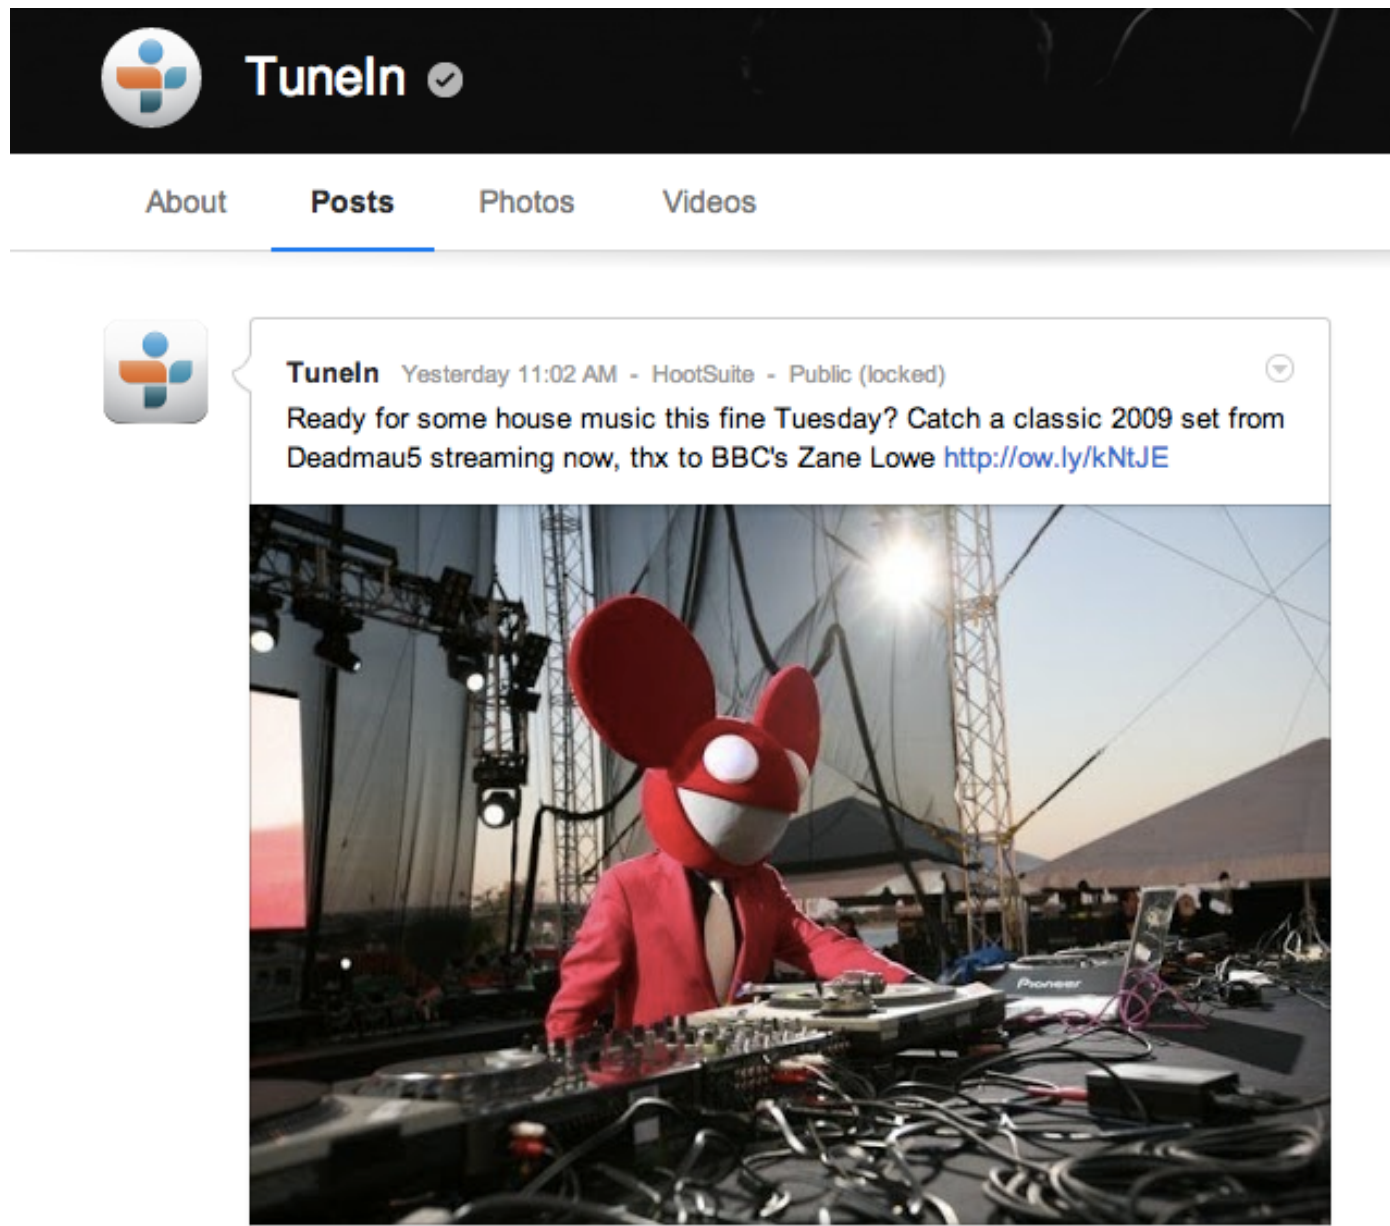 TuneIn
About Posts Photos Videos
TuneIn Yesterday 11:02 AM - HootSuite - Public (locked)
Ready for some house music this fine Tuesday? Catch a classic 2009 set from
Deadmau5 streaming now, thx to BBC's Zane Lowe http://ow.ly/kNtJE
Pioneer